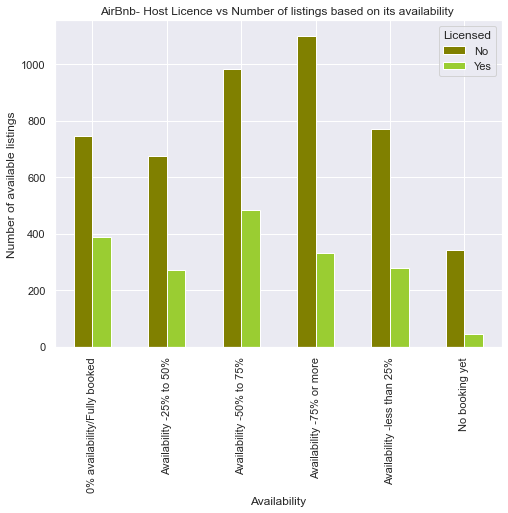 AirBnb- Host Licence vs Number of listings based on its availability
Licensed
No
Yes
Number of available listings
1000
800
600
400
200
0
0% availability/Fully booked
Availability -25% to 50%
Availability -50% to 75%
Availability -75% or more
Availability -less than 25%
No booking yet
Availability